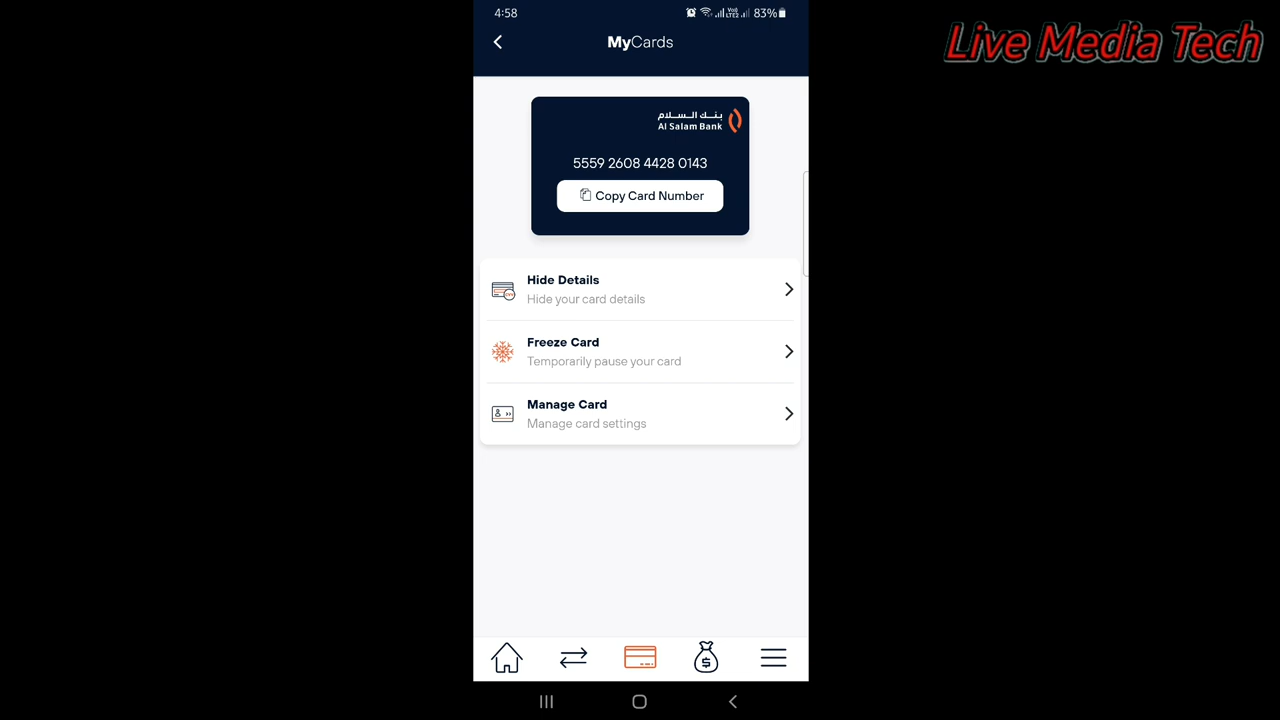 4:58
83%
Live Media Tech
MyCards
بنك السلام
Al Salam Bank
5559 2608 4428 0143
Copy Card Number
Hide Details
Hide your card details
Freeze Card
Temporarily pause your card
Manage Card
Manage card settings